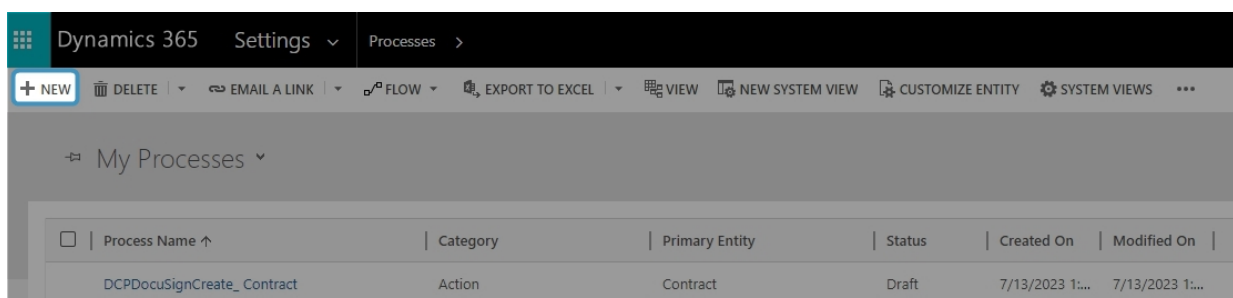 Dynamics 365 Settings Processes >
+ NEW DELETE EMAIL A LINK FLOW EXPORT TO EXCEL VIEW NEW SYSTEM VIEW CUSTOMIZE ENTITY SYSTEM VIEWS ...
My Processes
Process Name ↑ Category Primary Entity Status Created On Modified On
DCPDocuSignCreate_ Contract Action Contract Draft 7/13/2023 1:... 7/13/2023 1:...